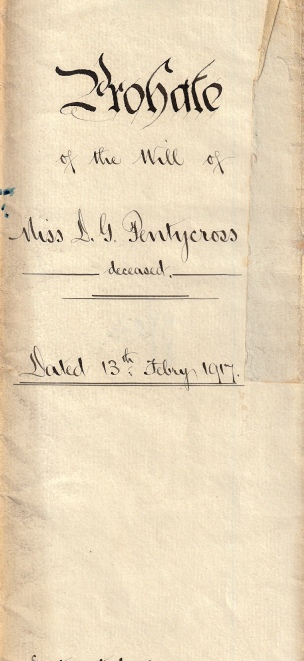 Probate
of the Will of
Miss L. G. Pentycross
deceased.
Dated 13th Febry 1917.